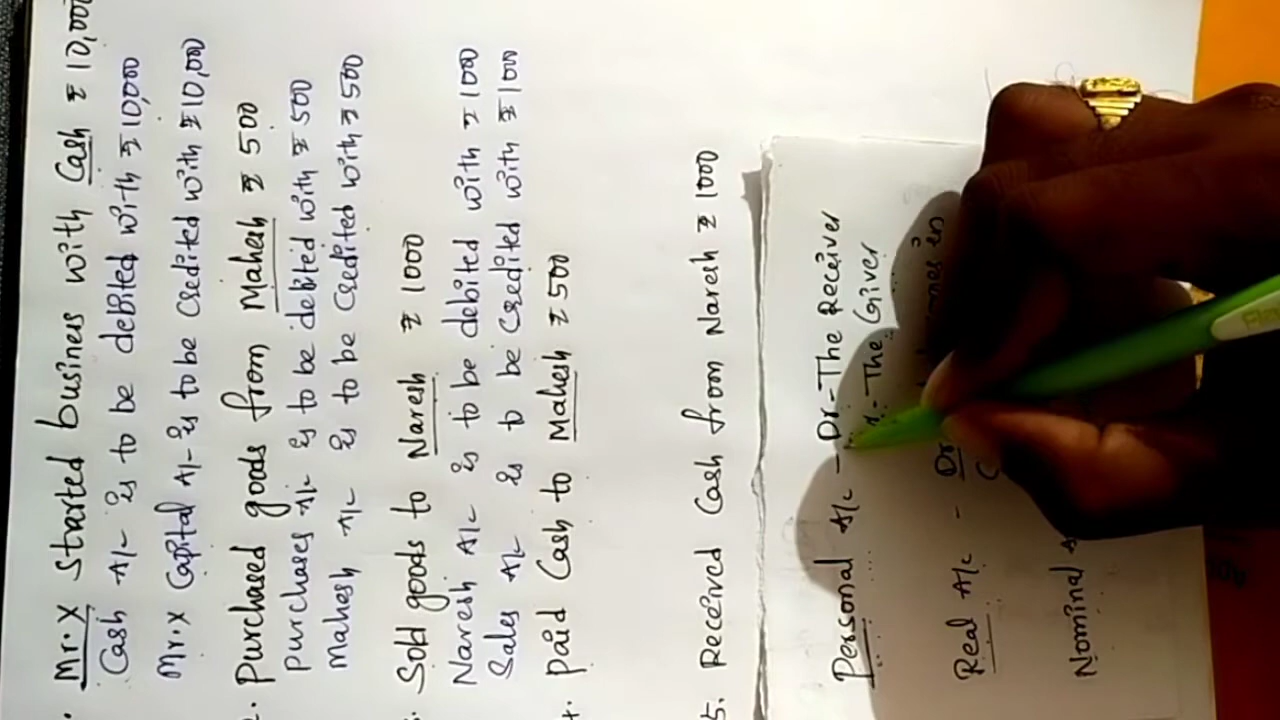 . Mr.X Started business with Cash ₹ 10,000
Cash A/c is to be debited with ₹ 10,000
Mr.X Capital A/c is to be credited with ₹ 10,000
2. Purchased goods from Mahesh ₹ 500
Purchases A/c is to be debited with ₹ 500
Mahesh A/c is to be credited with ₹ 500
. Sold goods to Naresh ₹ 1000
Naresh A/c is to be debited with ₹ 1000
Sales A/c is to be credited with ₹ 1000
. Paid Cash to Mahesh ₹ 500
5. Received Cash from Naresh ₹ 1000
Personal A/c - Dr - The Receiver
r. - The Giver
Real A/c - Dr
in
Nominal